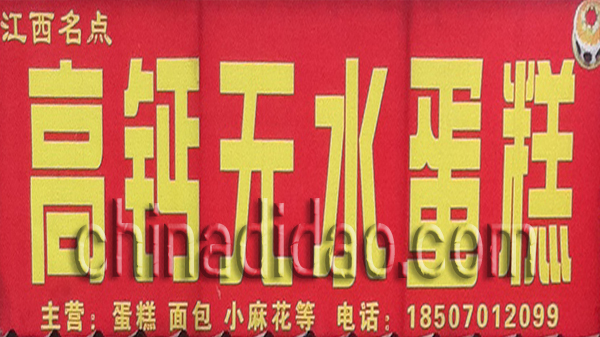 江西名点
高钙无水蛋糕
chinadidao.com
主营：蛋糕 面包 小麻花等 电话：18507012099